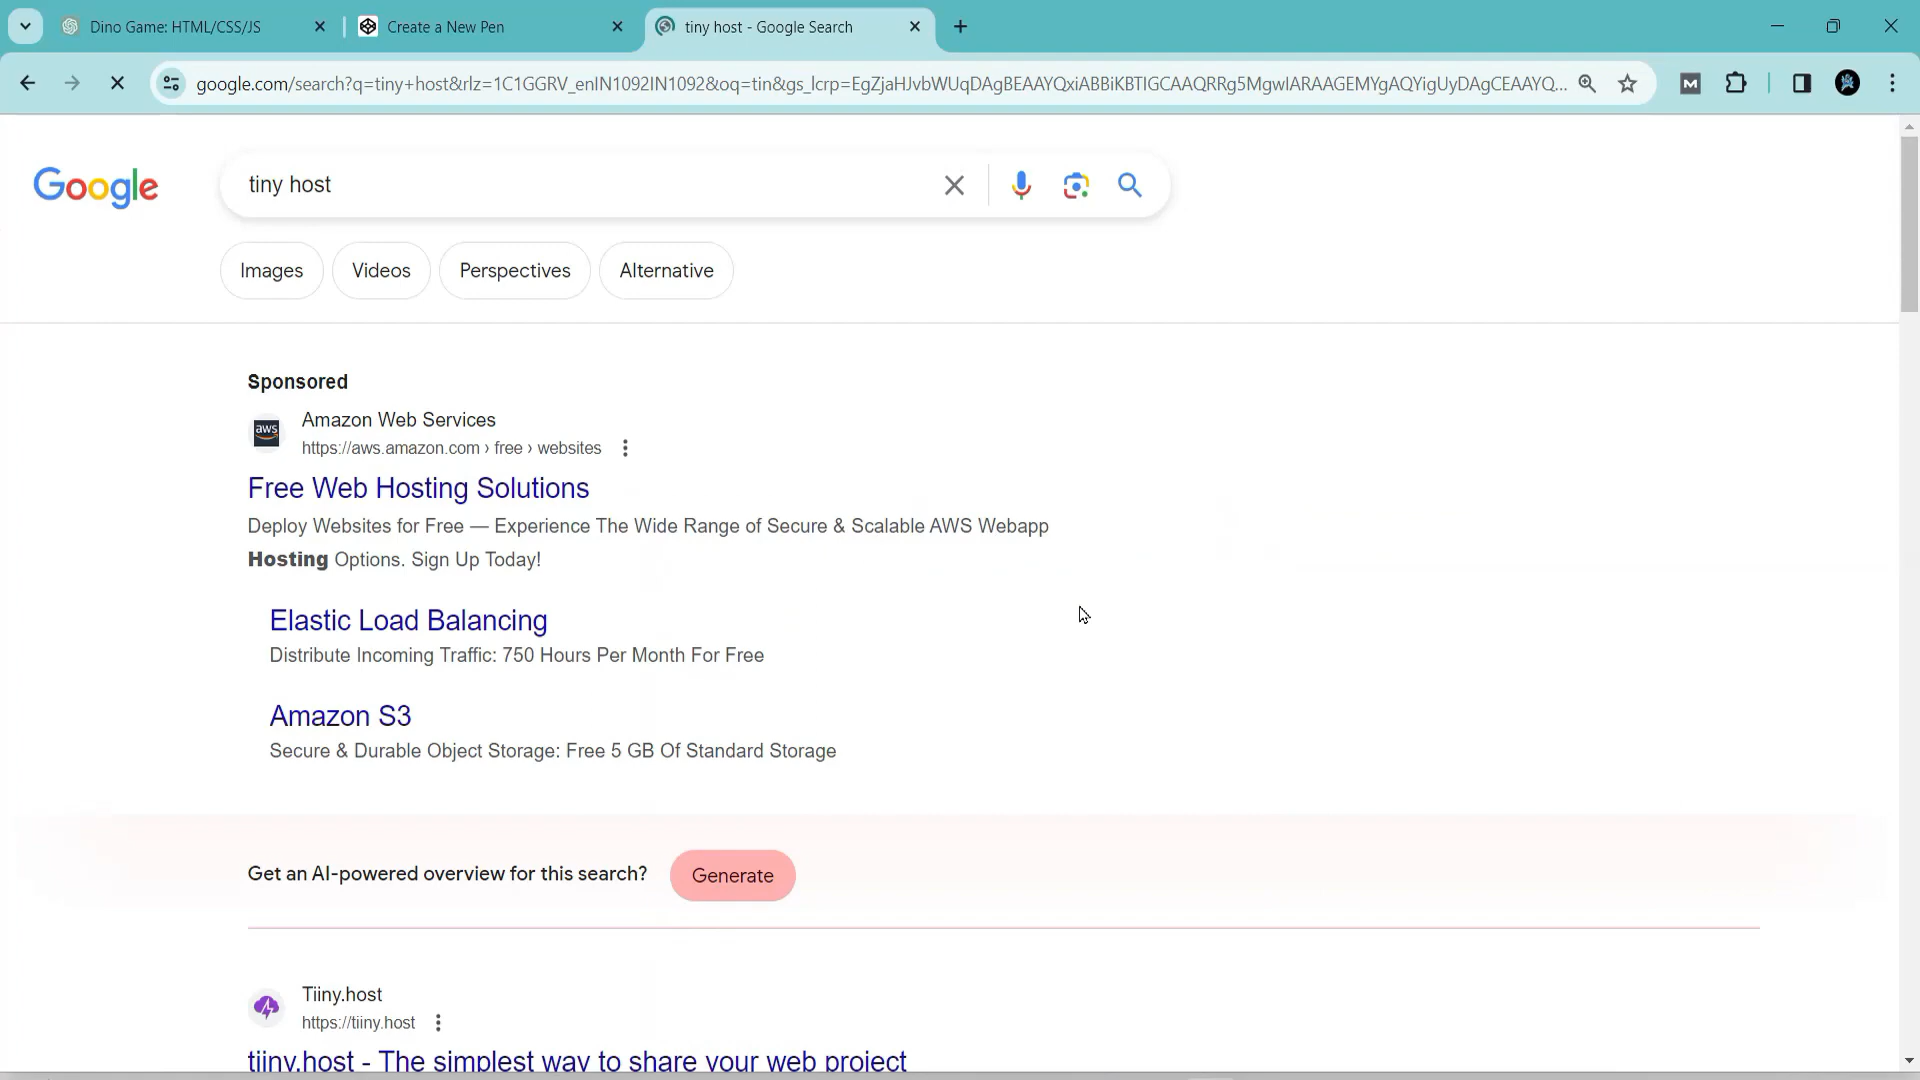 Dino Game: HTML/CSS/JS
Create a New Pen
tiny host - Google Search
google.com/search?q=tiny+host&rlz=1C1GGRV_enIN1092IN1092&oq=tin&gs_lcrp=EgZjaHJvbWUqDAgBEAAYQxiABBiKBTIGCAAQRRg5MgwIARAAGEMYgAQYigUyDAgCEAAYQ...
Google
tiny host
Images
Videos
Perspectives
Alternative
Sponsored
aws
Amazon Web Services
https://aws.amazon.com › free › websites
Free Web Hosting Solutions
Deploy Websites for Free — Experience The Wide Range of Secure & Scalable AWS Webapp
Hosting Options. Sign Up Today!
Elastic Load Balancing
Distribute Incoming Traffic: 750 Hours Per Month For Free
Amazon S3
Secure & Durable Object Storage: Free 5 GB Of Standard Storage
Get an AI-powered overview for this search?
Generate
Tiiny.host
https://tiiny.host
tiiny.host - The simplest way to share your web project